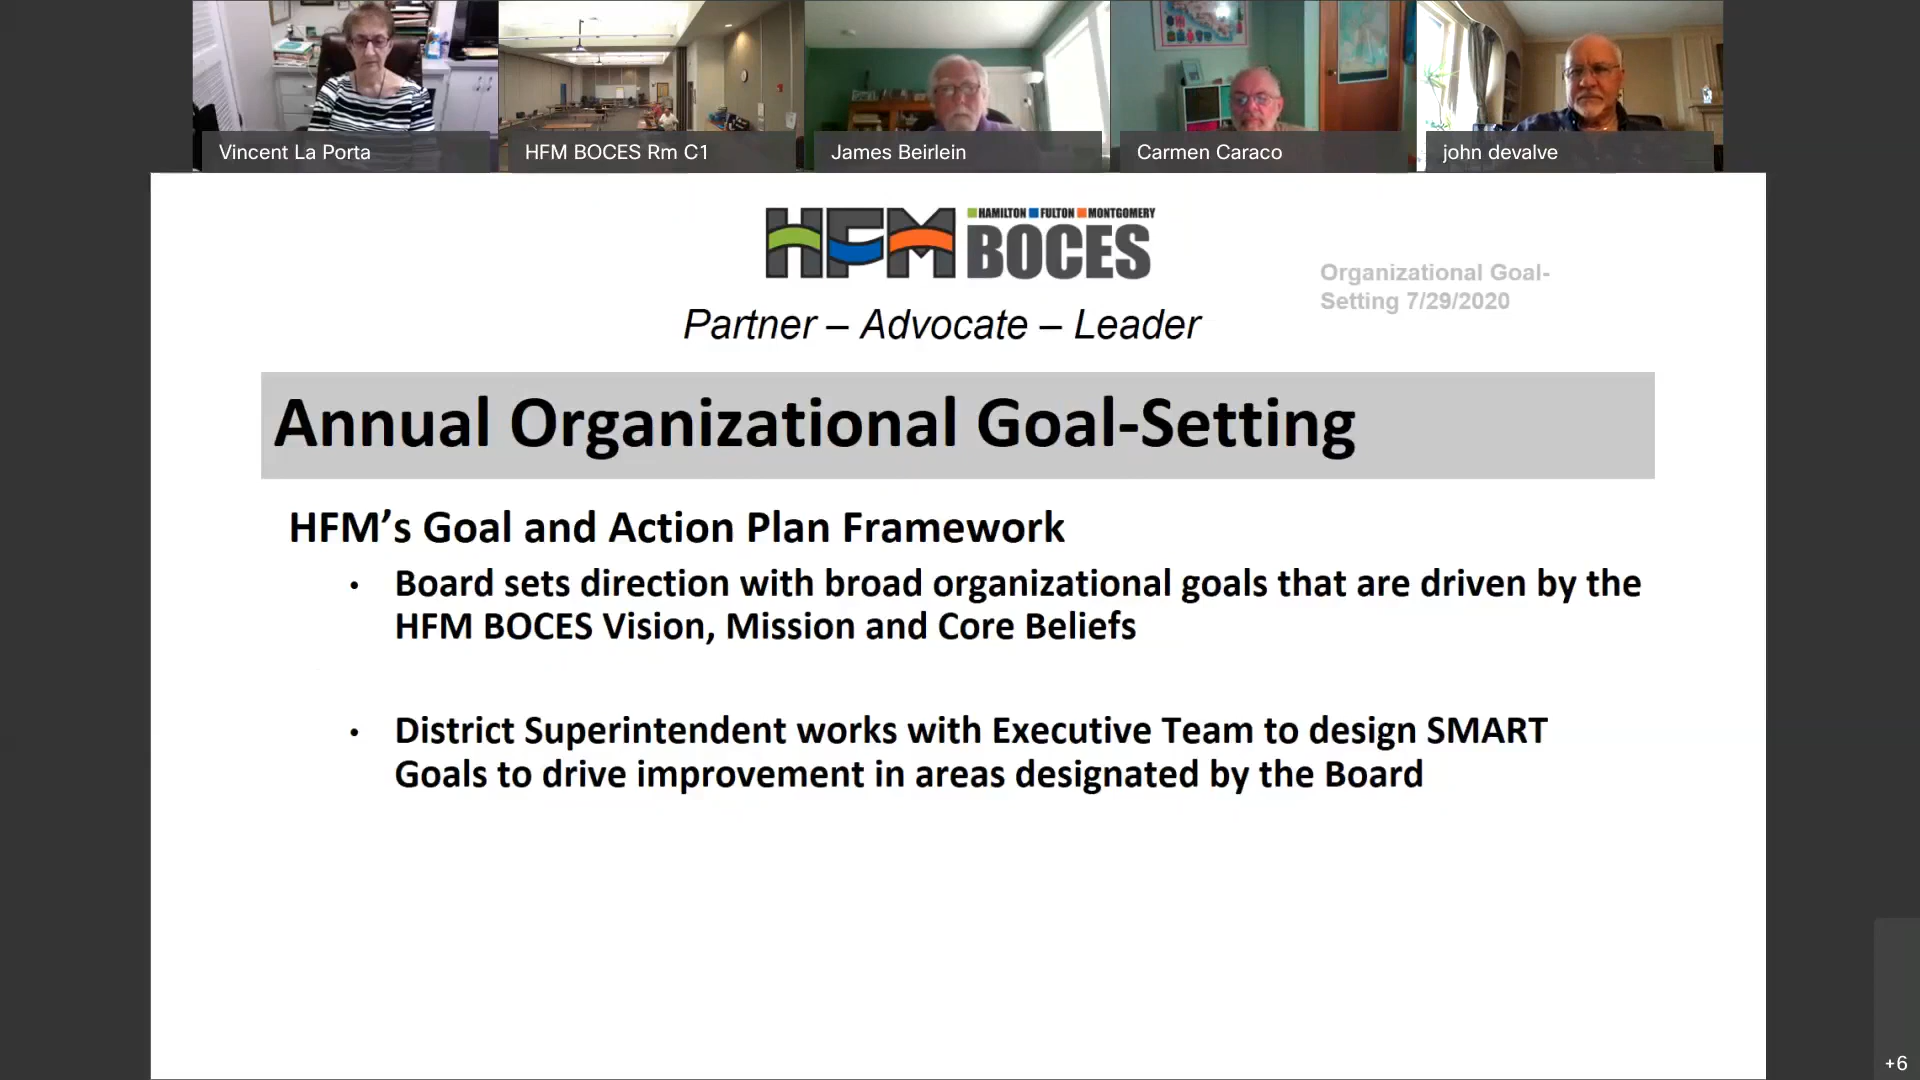 Vincent La Porta
HFM BOCES Rm C1
James Beirlein
Carmen Caraco
john devalve
HFM
HAMILTON FULTON MONTGOMERY
BOCES
Partner – Advocate – Leader
Organizational Goal-
Setting 7/29/2020
Annual Organizational Goal-Setting
HFM’s Goal and Action Plan Framework
• Board sets direction with broad organizational goals that are driven by the
HFM BOCES Vision, Mission and Core Beliefs
• District Superintendent works with Executive Team to design SMART
Goals to drive improvement in areas designated by the Board
+6